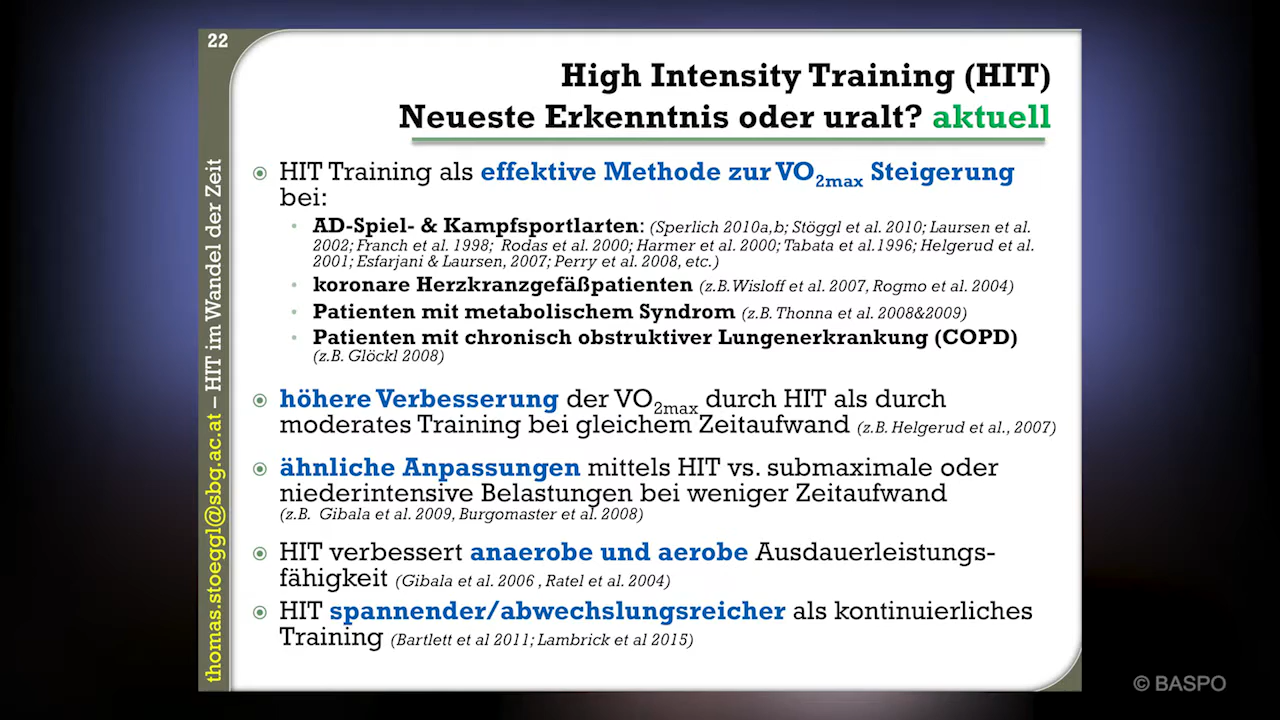 22
High Intensity Training (HIT)
Neueste Erkenntnis oder uralt? aktuell
HIT Training als effektive Methode zur VO2max Steigerung
bei:
AD-Spiel- & Kampfsportlarten: (Sperlich 2010a,b; Stöggl et al. 2010; Laursen et al.
2002; Franch et al. 1998; Rodas et al. 2000; Harmer et al. 2000; Tabata et al.1996; Helgerud et al.
2001; Esfarjani & Laursen, 2007; Perry et al. 2008, etc.)
koronare Herzkranzgefäßpatienten (z.B. Wisloff et al. 2007, Rogmo et al. 2004)
Patienten mit metabolischem Syndrom (z.B. Thonna et al. 2008&2009)
Patienten mit chronisch obstruktiver Lungenerkrankung (COPD)
(z.B. Glöckl 2008)
höhere Verbesserung der VO2max durch HIT als durch
moderates Training bei gleichem Zeitaufwand (z.B. Helgerud et al., 2007)
ähnliche Anpassungen mittels HIT vs. submaximale oder
niederintensive Belastungen bei weniger Zeitaufwand
(z.B. Gibala et al. 2009, Burgomaster et al. 2008)
HIT verbessert anaerobe und aerobe Ausdauerleistungs-
fähigkeit (Gibala et al. 2006 , Ratel et al. 2004)
HIT spannender/abwechslungsreicher als kontinuierliches
Training (Bartlett et al 2011; Lambrick et al 2015)
thomas.stoeggl@sbg.ac.at – HIT im Wandel der Zeit
© BASPO